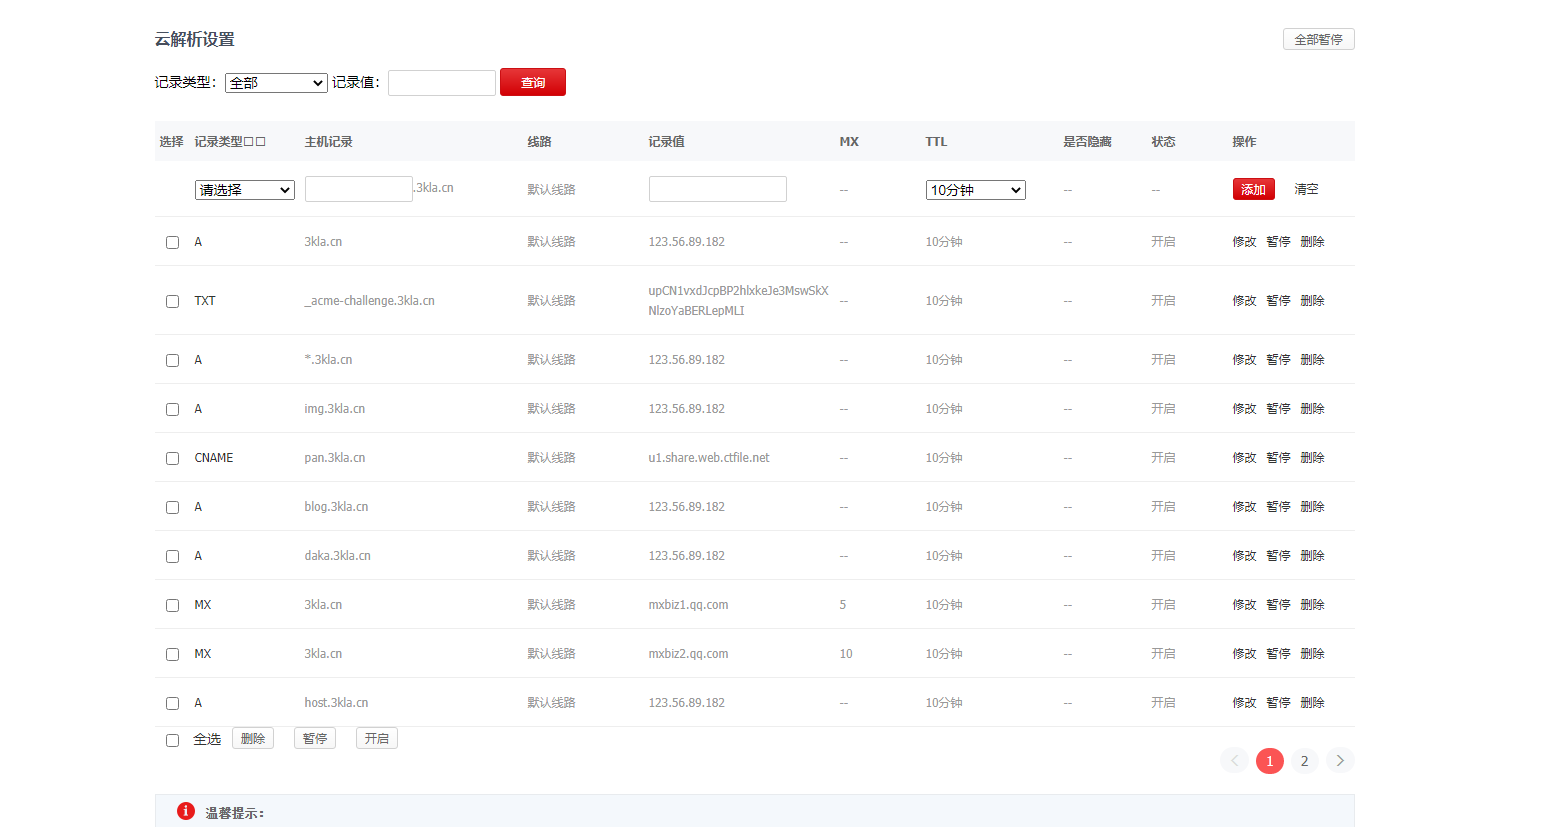 云解析设置
全部暂停
记录类型： 全部 记录值： 查询
选择 记录类型□□ 主机记录 线路 记录值 MX TTL 是否隐藏 状态 操作
请选择 .3kla.cn 默认线路 -- 10分钟 -- -- 添加 清空
A 3kla.cn 默认线路 123.56.89.182 -- 10分钟 -- 开启 修改 暂停 删除
TXT _acme-challenge.3kla.cn 默认线路 upCN1vxdJcpBP2hlxkeJe3MswSkX -- 10分钟 -- 开启 修改 暂停 删除
NlzoYaBERLepMLI
A *.3kla.cn 默认线路 123.56.89.182 -- 10分钟 -- 开启 修改 暂停 删除
A img.3kla.cn 默认线路 123.56.89.182 -- 10分钟 -- 开启 修改 暂停 删除
CNAME pan.3kla.cn 默认线路 u1.share.web.ctfile.net -- 10分钟 -- 开启 修改 暂停 删除
A blog.3kla.cn 默认线路 123.56.89.182 -- 10分钟 -- 开启 修改 暂停 删除
A daka.3kla.cn 默认线路 123.56.89.182 -- 10分钟 -- 开启 修改 暂停 删除
MX 3kla.cn 默认线路 mxbiz1.qq.com 5 10分钟 -- 开启 修改 暂停 删除
MX 3kla.cn 默认线路 mxbiz2.qq.com 10 10分钟 -- 开启 修改 暂停 删除
A host.3kla.cn 默认线路 123.56.89.182 -- 10分钟 -- 开启 修改 暂停 删除
全选 删除 暂停 开启
< 1 2 >
温馨提示：